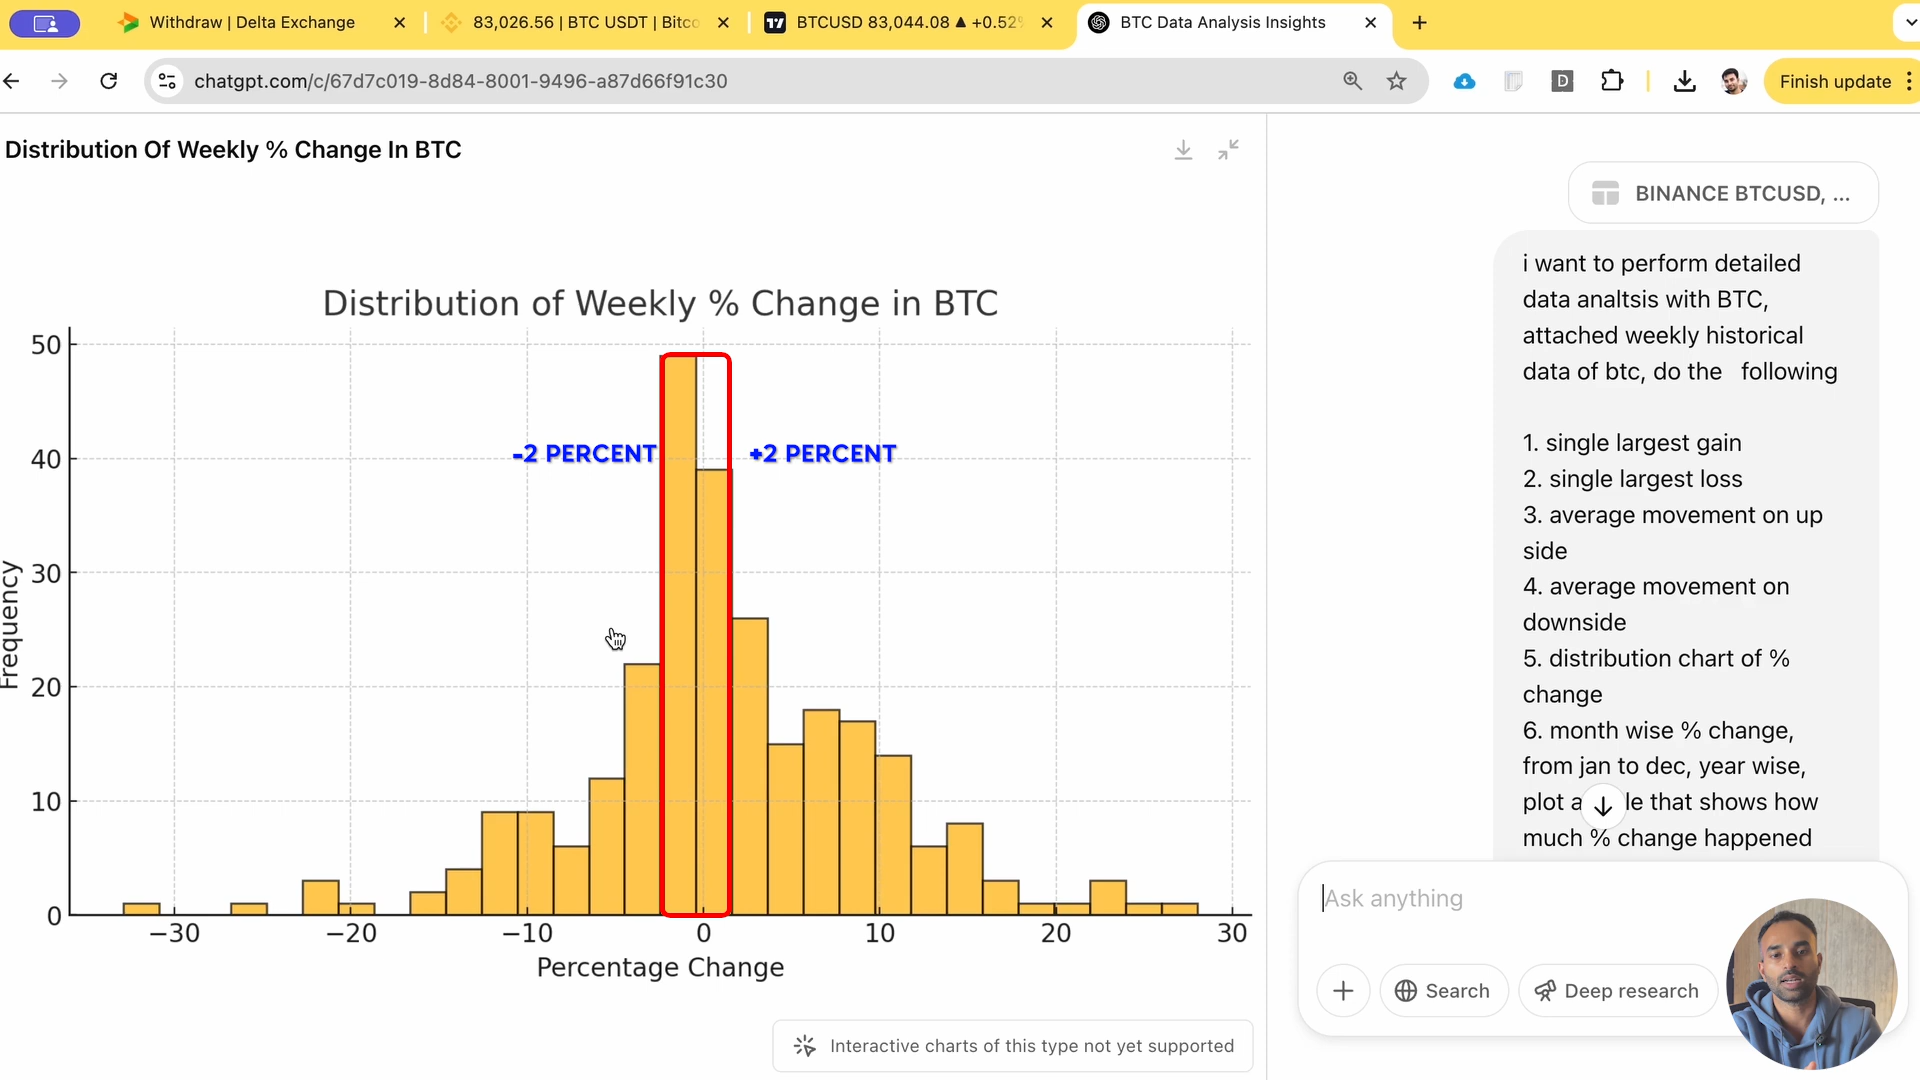 Withdraw | Delta Exchange
83,026.56 | BTC USDT | Bitco
BTCUSD 83,044.08 ▲ +0.52%
BTC Data Analysis Insights
chatgpt.com/c/67d7c019-8d84-8001-9496-a87d66f91c30
D
Finish update
Distribution Of Weekly % Change In BTC
Distribution of Weekly % Change in BTC
50
40
30
20
10
0
Frequency
-2 PERCENT
+2 PERCENT
−30
−20
−10
0
10
20
30
Percentage Change
Interactive charts of this type not yet supported
BINANCE BTCUSD, ...
i want to perform detailed
data analtsis with BTC,
attached weekly historical
data of btc, do the following
1. single largest gain
2. single largest loss
3. average movement on up
side
4. average movement on
downside
5. distribution chart of %
change
6. month wise % change,
from jan to dec, year wise,
plot a le that shows how
much % change happened
Ask anything
Search
Deep research